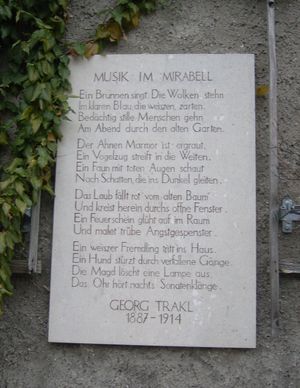 MUSIK IM MIRABELL
Ein Brunnen singt. Die Wolken stehn
Im klaren Blau, die weiszen, zarten.
Bedächtig stille Menschen gehn
Am Abend durch den alten Garten.
Der Ahnen Marmor ist ergraut.
Ein Vogelzug streift in die Weiten.
Ein Faun mit toten Augen schaut
Nach Schatten, die ins Dunkel gleiten.
Das Laub fällt rot vom alten Baum
Und kreist herein durchs offne Fenster.
Ein Feuerschein glüht auf im Raum
Und malet trübe Angstgespenster.
Ein weiszer Fremdling tritt ins Haus.
Ein Hund stürzt durch verfallene Gänge.
Die Magd löscht eine Lampe aus.
Das Ohr hört nachts Sonatenklänge.
GEORG TRAKL
1887-1914